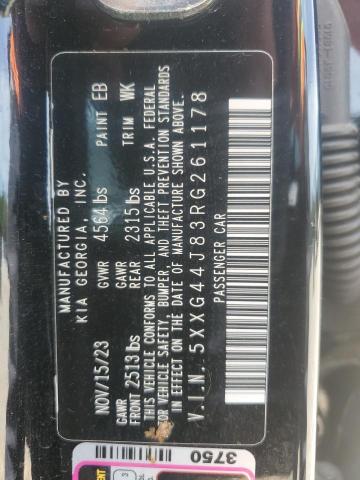 MANUFACTURED BY
KIA GEORGIA, INC.
NOV/15/23 GVWR 4564 lbs PAINT EB
GAWR FRONT 2513 lbs GAWR REAR 2315 lbs TRIM WK
THIS VEHICLE CONFORMS TO ALL APPLICABLE U.S.A. FEDERAL
VEHICLE SAFETY, BUMPER, AND THEFT PREVENTION STANDARDS
IN EFFECT ON THE DATE OF MANUFACTURE SHOWN ABOVE.
V.I.N.: 5XXG44J83RG261178
PASSENGER CAR
3750